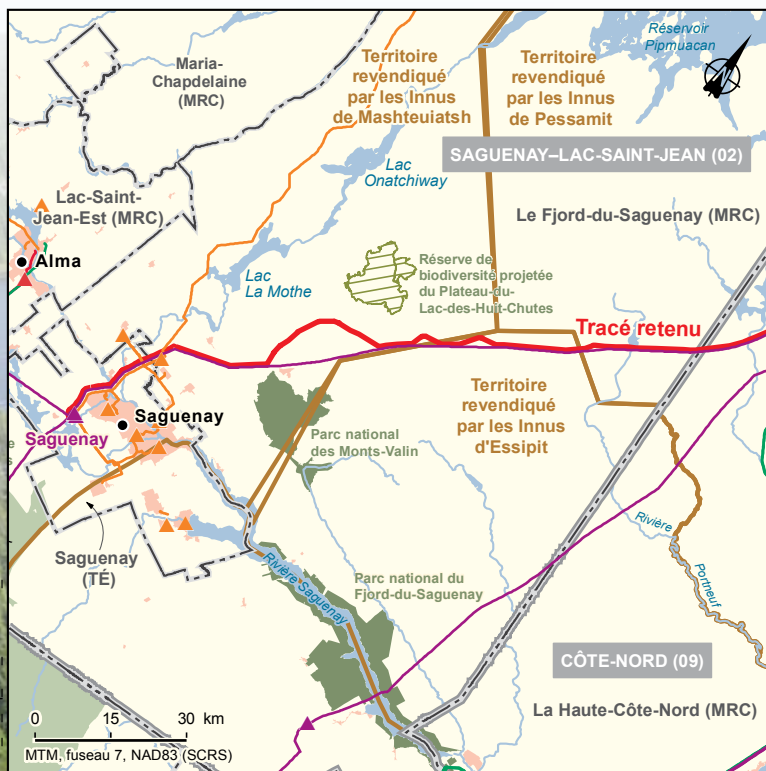 Réservoir
Pipmuacan
Maria-
Chapdelaine
(MRC)
Territoire
revendiqué
par les Innus
de Mashteuiatsh
Territoire
revendiqué
par les Innus
de Pessamit
SAGUENAY–LAC-SAINT-JEAN (02)
Lac
Onatchiway
Lac-Saint-
Jean-Est (MRC)
Le Fjord-du-Saguenay (MRC)
Alma
Lac
La Mothe
Réserve de
biodiversité projetée
du Plateau-du-
Lac-des-Huit-Chutes
Tracé retenu
Territoire
revendiqué
par les Innus
d'Essipit
Saguenay
Saguenay
Parc national
des Monts-Valin
Rivière
Portneuf
Saguenay
(TÉ)
Rivière Saguenay
Parc national du
Fjord-du-Saguenay
CÔTE-NORD (09)
La Haute-Côte-Nord (MRC)
0 15 30 km
MTM, fuseau 7, NAD83 (SCRS)